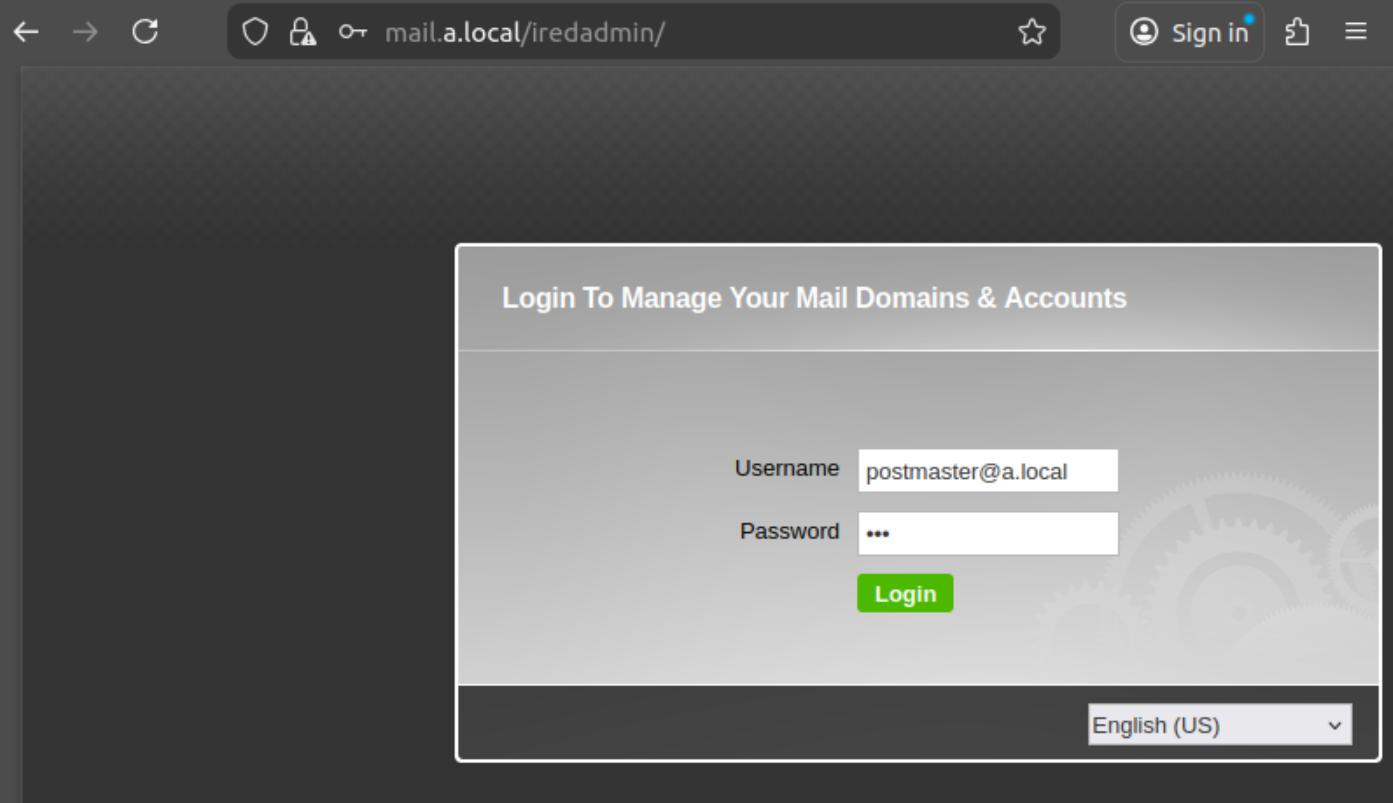 mail.a.local/iredadmin/
Sign in
Login To Manage Your Mail Domains & Accounts
Username postmaster@a.local
Password •••
Login
English (US)